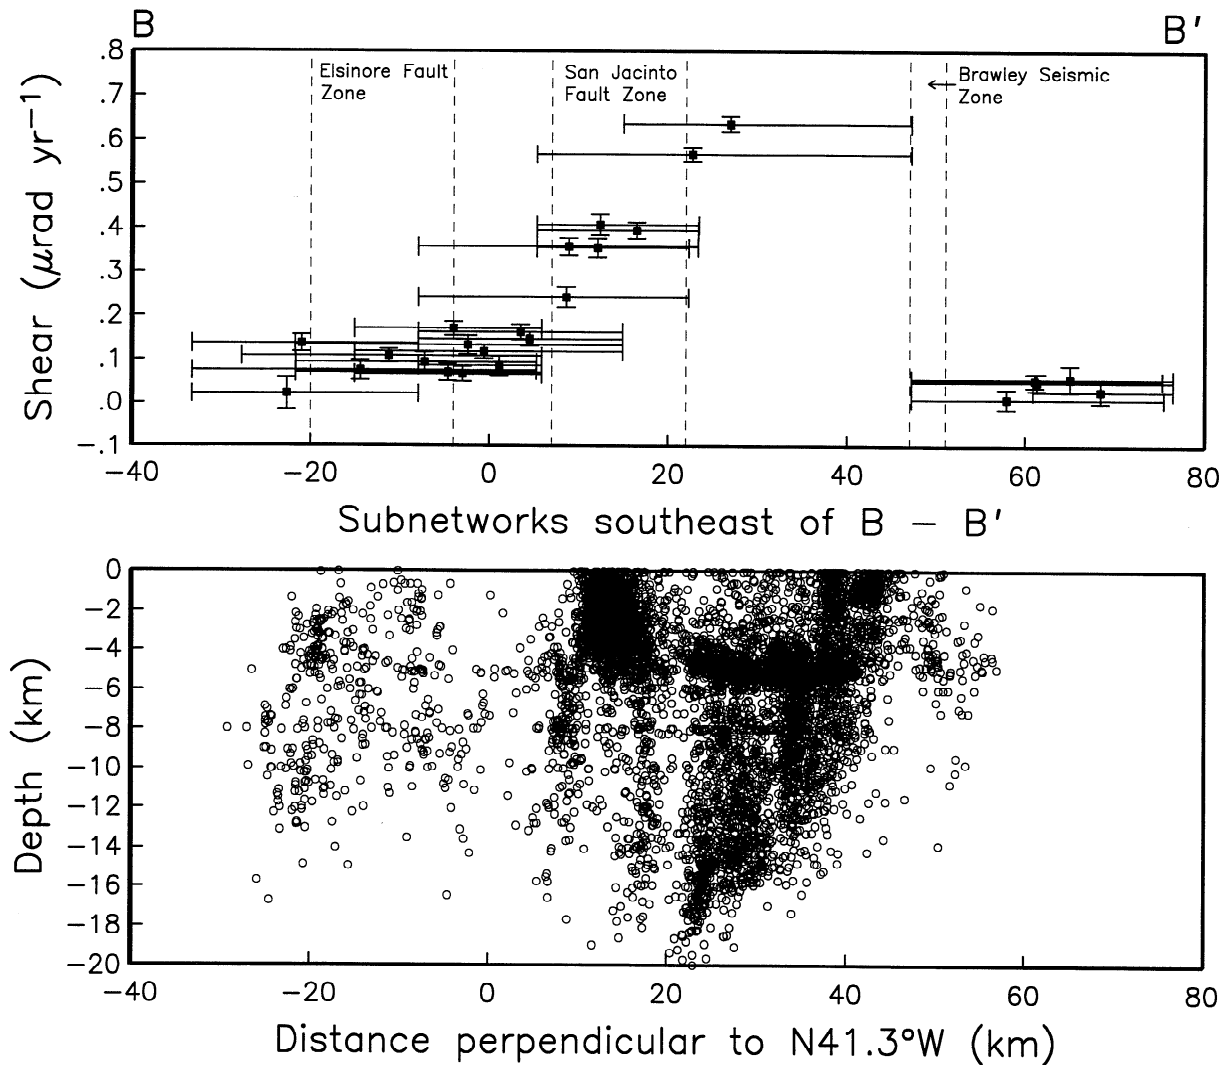 B
B'
.8
.7
.6
.5
.4
.3
.2
.1
.0
-.1
Shear (μrad yr⁻¹)
Elsinore Fault
Zone
San Jacinto
Fault Zone
← Brawley Seismic
Zone
-40 -20 0 20 40 60 80
Subnetworks southeast of B - B'
0
-2
-4
-6
-8
-10
-12
-14
-16
-18
-20
Depth (km)
-40 -20 0 20 40 60 80
Distance perpendicular to N41.3°W (km)